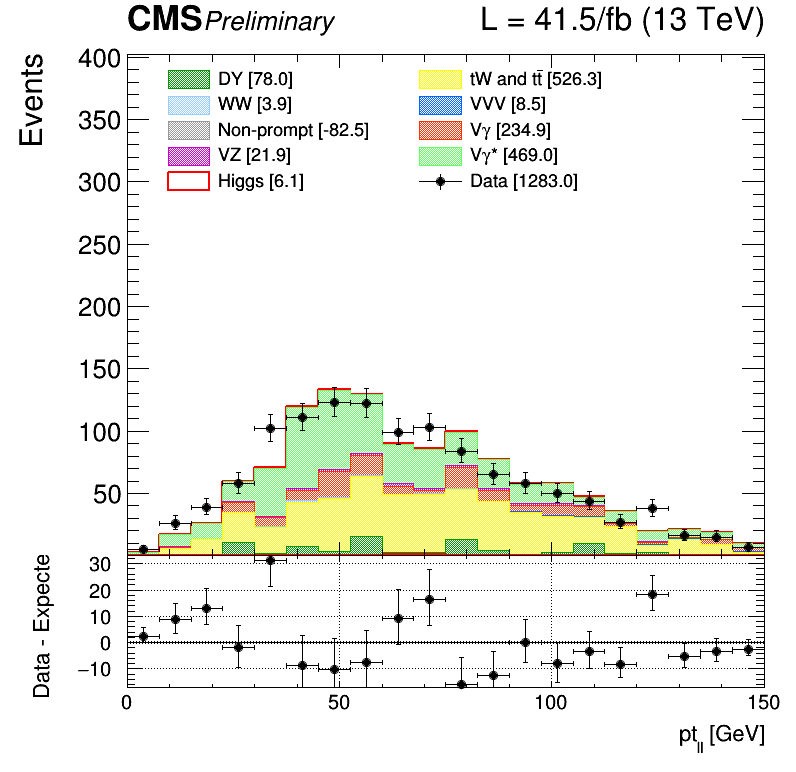 CMS Preliminary L = 41.5/fb (13 TeV)
Events
400
350
300
250
200
150
100
50
DY [78.0]
WW [3.9]
Non-prompt [-82.5]
VZ [21.9]
Higgs [6.1]
tW and tt̄ [526.3]
VVV [8.5]
Vγ [234.9]
Vγ* [469.0]
Data [1283.0]
Data - Expecte
30
20
10
0
−10
0 50 100 150
pt_ll [GeV]